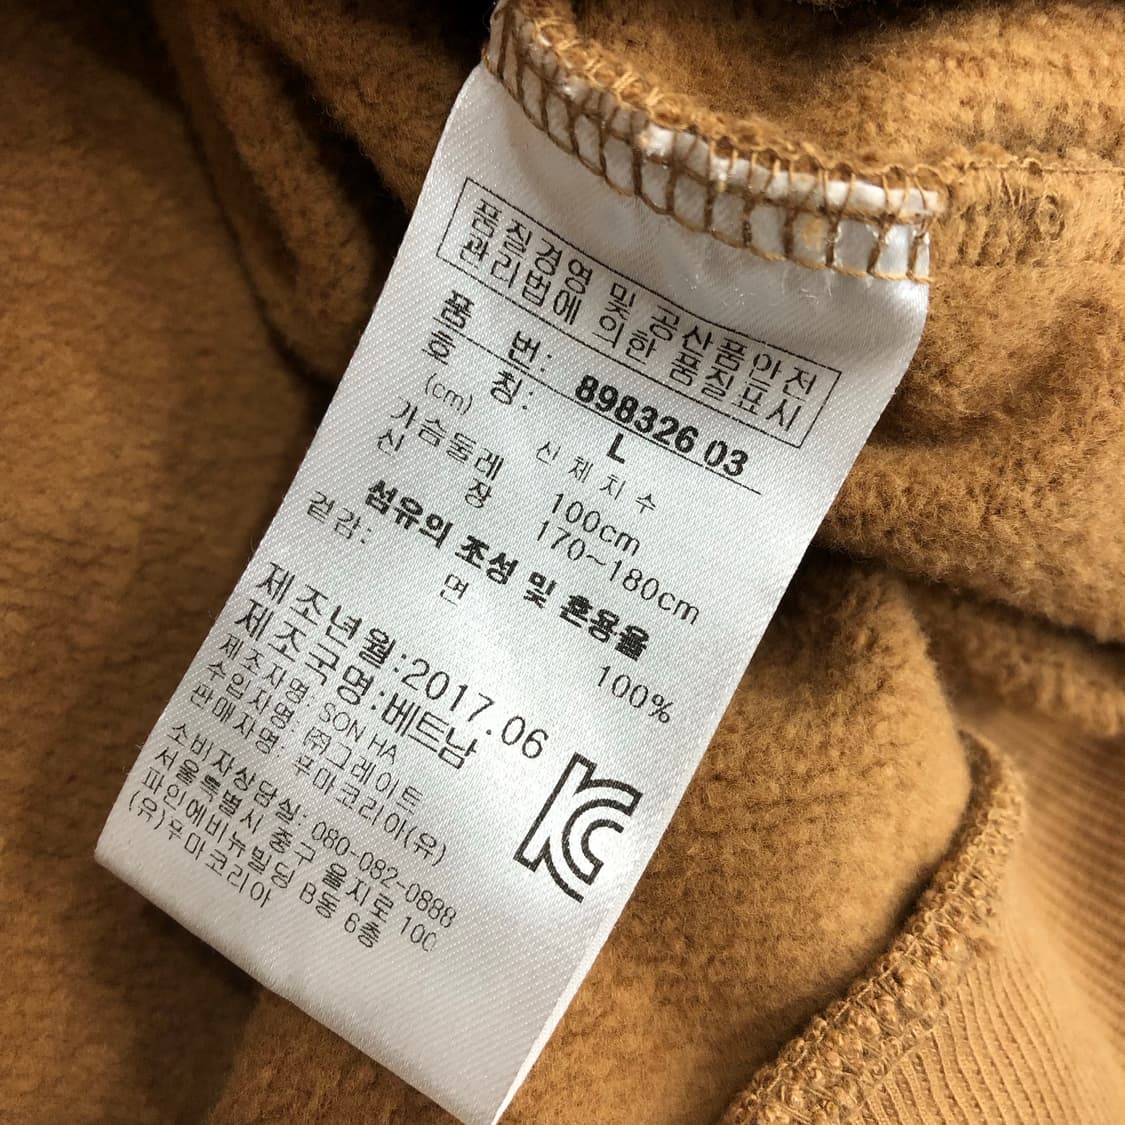 품질경영 및 공산품안전
관리법에 의한 품질표시
품 번: 898326 03
호 칭: L
(cm) 신체치수
가슴둘레 100cm
신 장 170~180cm
섬유의 조성 및 혼용율
겉감: 면 100%
제조년월:2017.06
제조국명:베트남
제조자명: SON HA
수입자명: ㈜그레이트
판매자명: 푸마코리아(유)
소비자상담실: 080-082-0888
서울특별시 중구 을지로 100
파인에비뉴빌딩 B동 6층
(유)푸마코리아
KC